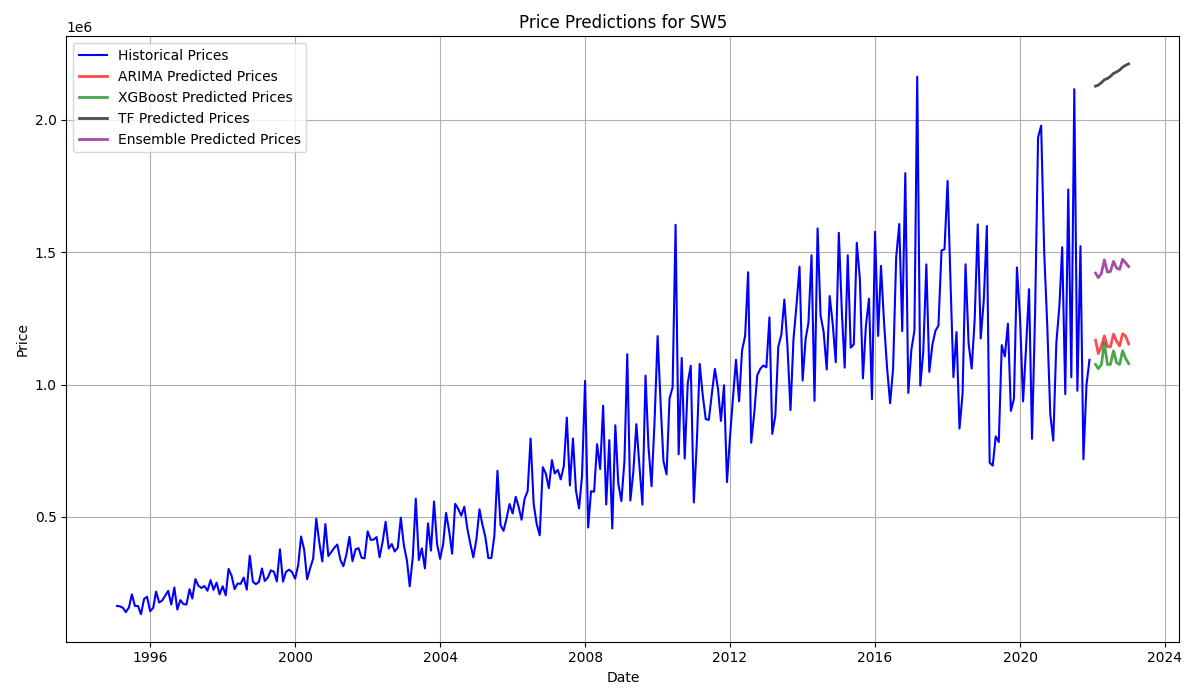 Price Predictions for SW5
1e6
Historical Prices
ARIMA Predicted Prices
XGBoost Predicted Prices
TF Predicted Prices
Ensemble Predicted Prices
2.0
1.5
1.0
0.5
Price
1996
2000
2004
2008
2012
2016
2020
2024
Date